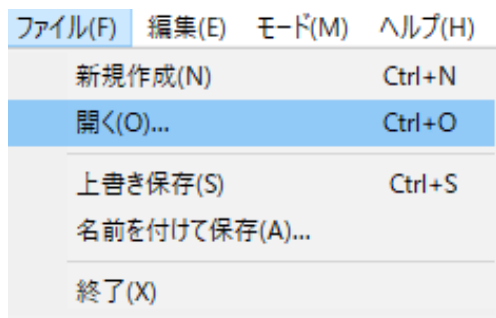 ファイル(F) 編集(E) モード(M) ヘルプ(H)
新規作成(N) Ctrl+N
開く(O)... Ctrl+O
上書き保存(S) Ctrl+S
名前を付けて保存(A)...
終了(X)